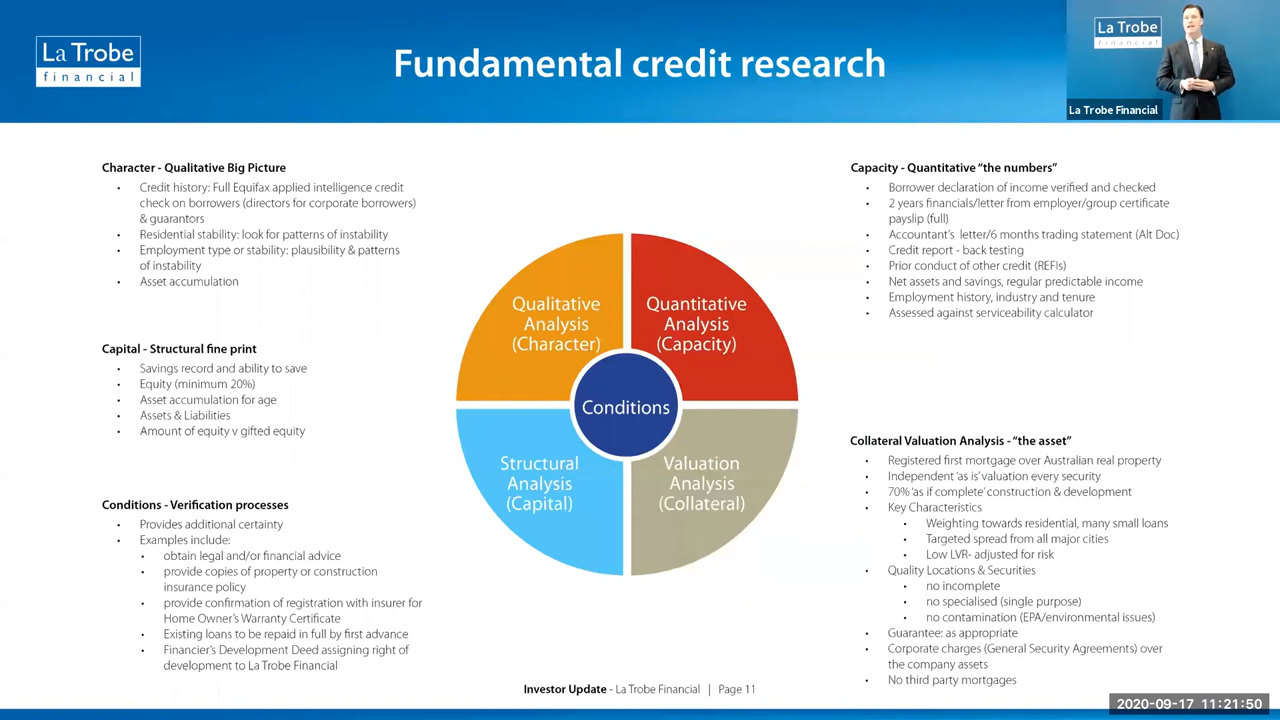 La Trobe
financial
Fundamental credit research
La Trobe
financial
La Trobe Financial
Character - Qualitative Big Picture
• Credit history: Full Equifax applied intelligence credit
check on borrowers (directors for corporate borrowers)
& guarantors
• Residential stability: look for patterns of instability
• Employment type or stability: plausibility & patterns
of instability
• Asset accumulation
Capital - Structural fine print
• Savings record and ability to save
• Equity (minimum 20%)
• Asset accumulation for age
• Assets & Liabilities
• Amount of equity v gifted equity
Conditions - Verification processes
• Provides additional certainty
• Examples include:
• obtain legal and/or financial advice
• provide copies of property or construction
insurance policy
• provide confirmation of registration with insurer for
Home Owner's Warranty Certificate
• Existing loans to be repaid in full by first advance
• Financier's Development Deed assigning right of
development to La Trobe Financial
Qualitative
Analysis
(Character)
Quantitative
Analysis
(Capacity)
Conditions
Structural
Analysis
(Capital)
Valuation
Analysis
(Collateral)
Capacity - Quantitative “the numbers”
• Borrower declaration of income verified and checked
• 2 years financials/letter from employer/group certificate
payslip (full)
• Accountant's letter/6 months trading statement (Alt Doc)
• Credit report - back testing
• Prior conduct of other credit (REFIs)
• Net assets and savings, regular predictable income
• Employment history, industry and tenure
• Assessed against serviceability calculator
Collateral Valuation Analysis - “the asset”
• Registered first mortgage over Australian real property
• Independent ‘as is’ valuation every security
• 70% ‘as if complete’ construction & development
• Key Characteristics
• Weighting towards residential, many small loans
• Targeted spread from all major cities
• Low LVR- adjusted for risk
• Quality Locations & Securities
• no incomplete
• no specialised (single purpose)
• no contamination (EPA/environmental issues)
• Guarantee: as appropriate
• Corporate charges (General Security Agreements) over
the company assets
• No third party mortgages
Investor Update - La Trobe Financial | Page 11
2020-09-17 11:21:50